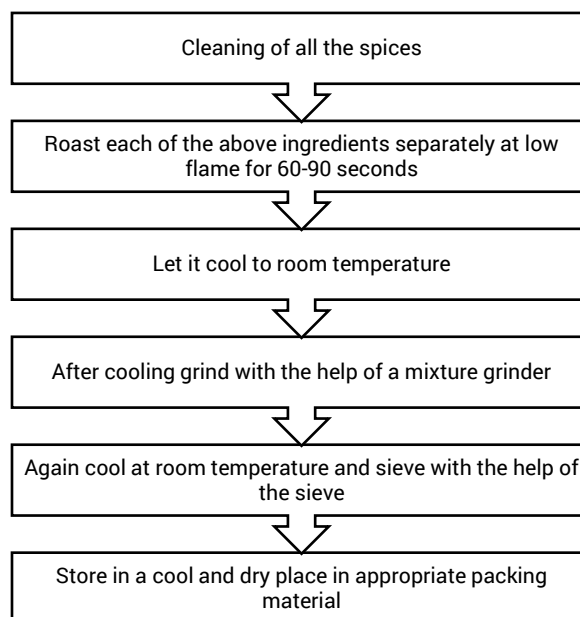 Cleaning of all the spices
Roast each of the above ingredients separately at low
flame for 60-90 seconds
Let it cool to room temperature
After cooling grind with the help of a mixture grinder
Again cool at room temperature and sieve with the help of
the sieve
Store in a cool and dry place in appropriate packing
material